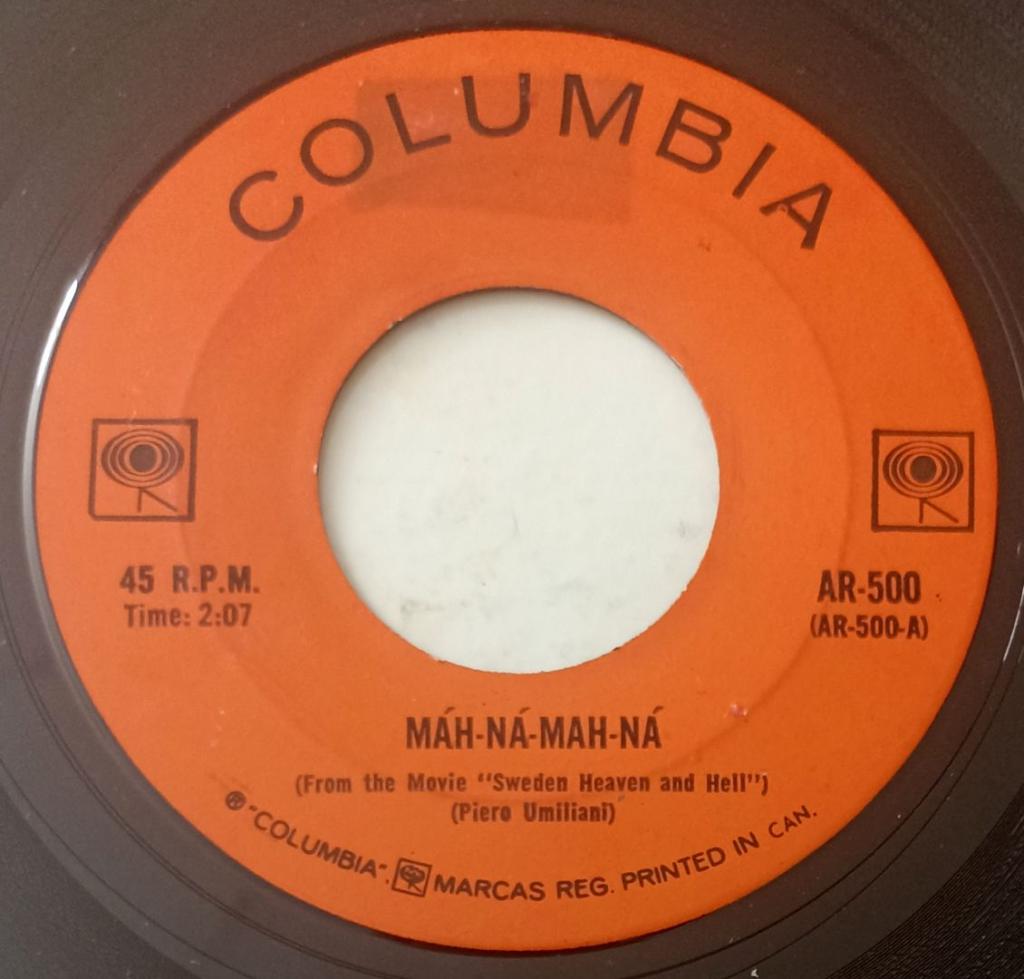 COLUMBIA
45 R.P.M.
Time: 2:07
AR-500
(AR-500-A)
MÁH-NÁ-MAH-NÁ
(From the Movie "Sweden Heaven and Hell")
(Piero Umiliani)
® "COLUMBIA", MARCAS REG. PRINTED IN CAN.